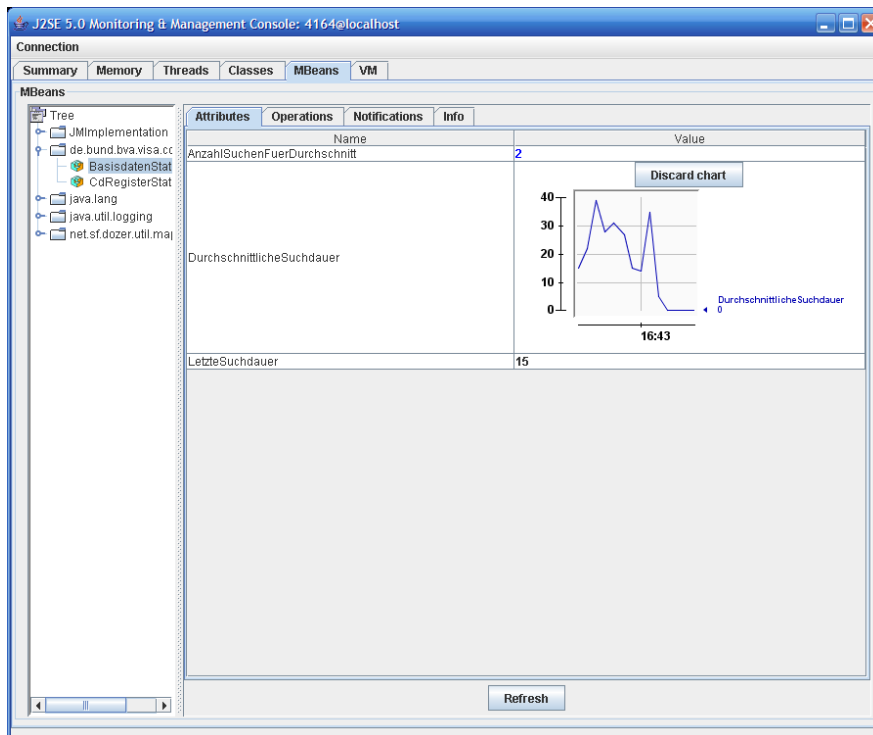 J2SE 5.0 Monitoring & Management Console: 4164@localhost
Connection
Summary Memory Threads Classes MBeans VM
MBeans
Tree
JMImplementation
de.bund.bva.visa.cc
BasisdatenStat
CdRegisterStat
java.lang
java.util.logging
net.sf.dozer.util.maj
Attributes Operations Notifications Info
Name Value
AnzahlSuchenFuerDurchschnitt 2
DurchschnittlicheSuchdauer
Discard chart
40
30
20
10
0
DurchschnittlicheSuchdauer
0
16:43
LetzteSuchdauer 15
Refresh